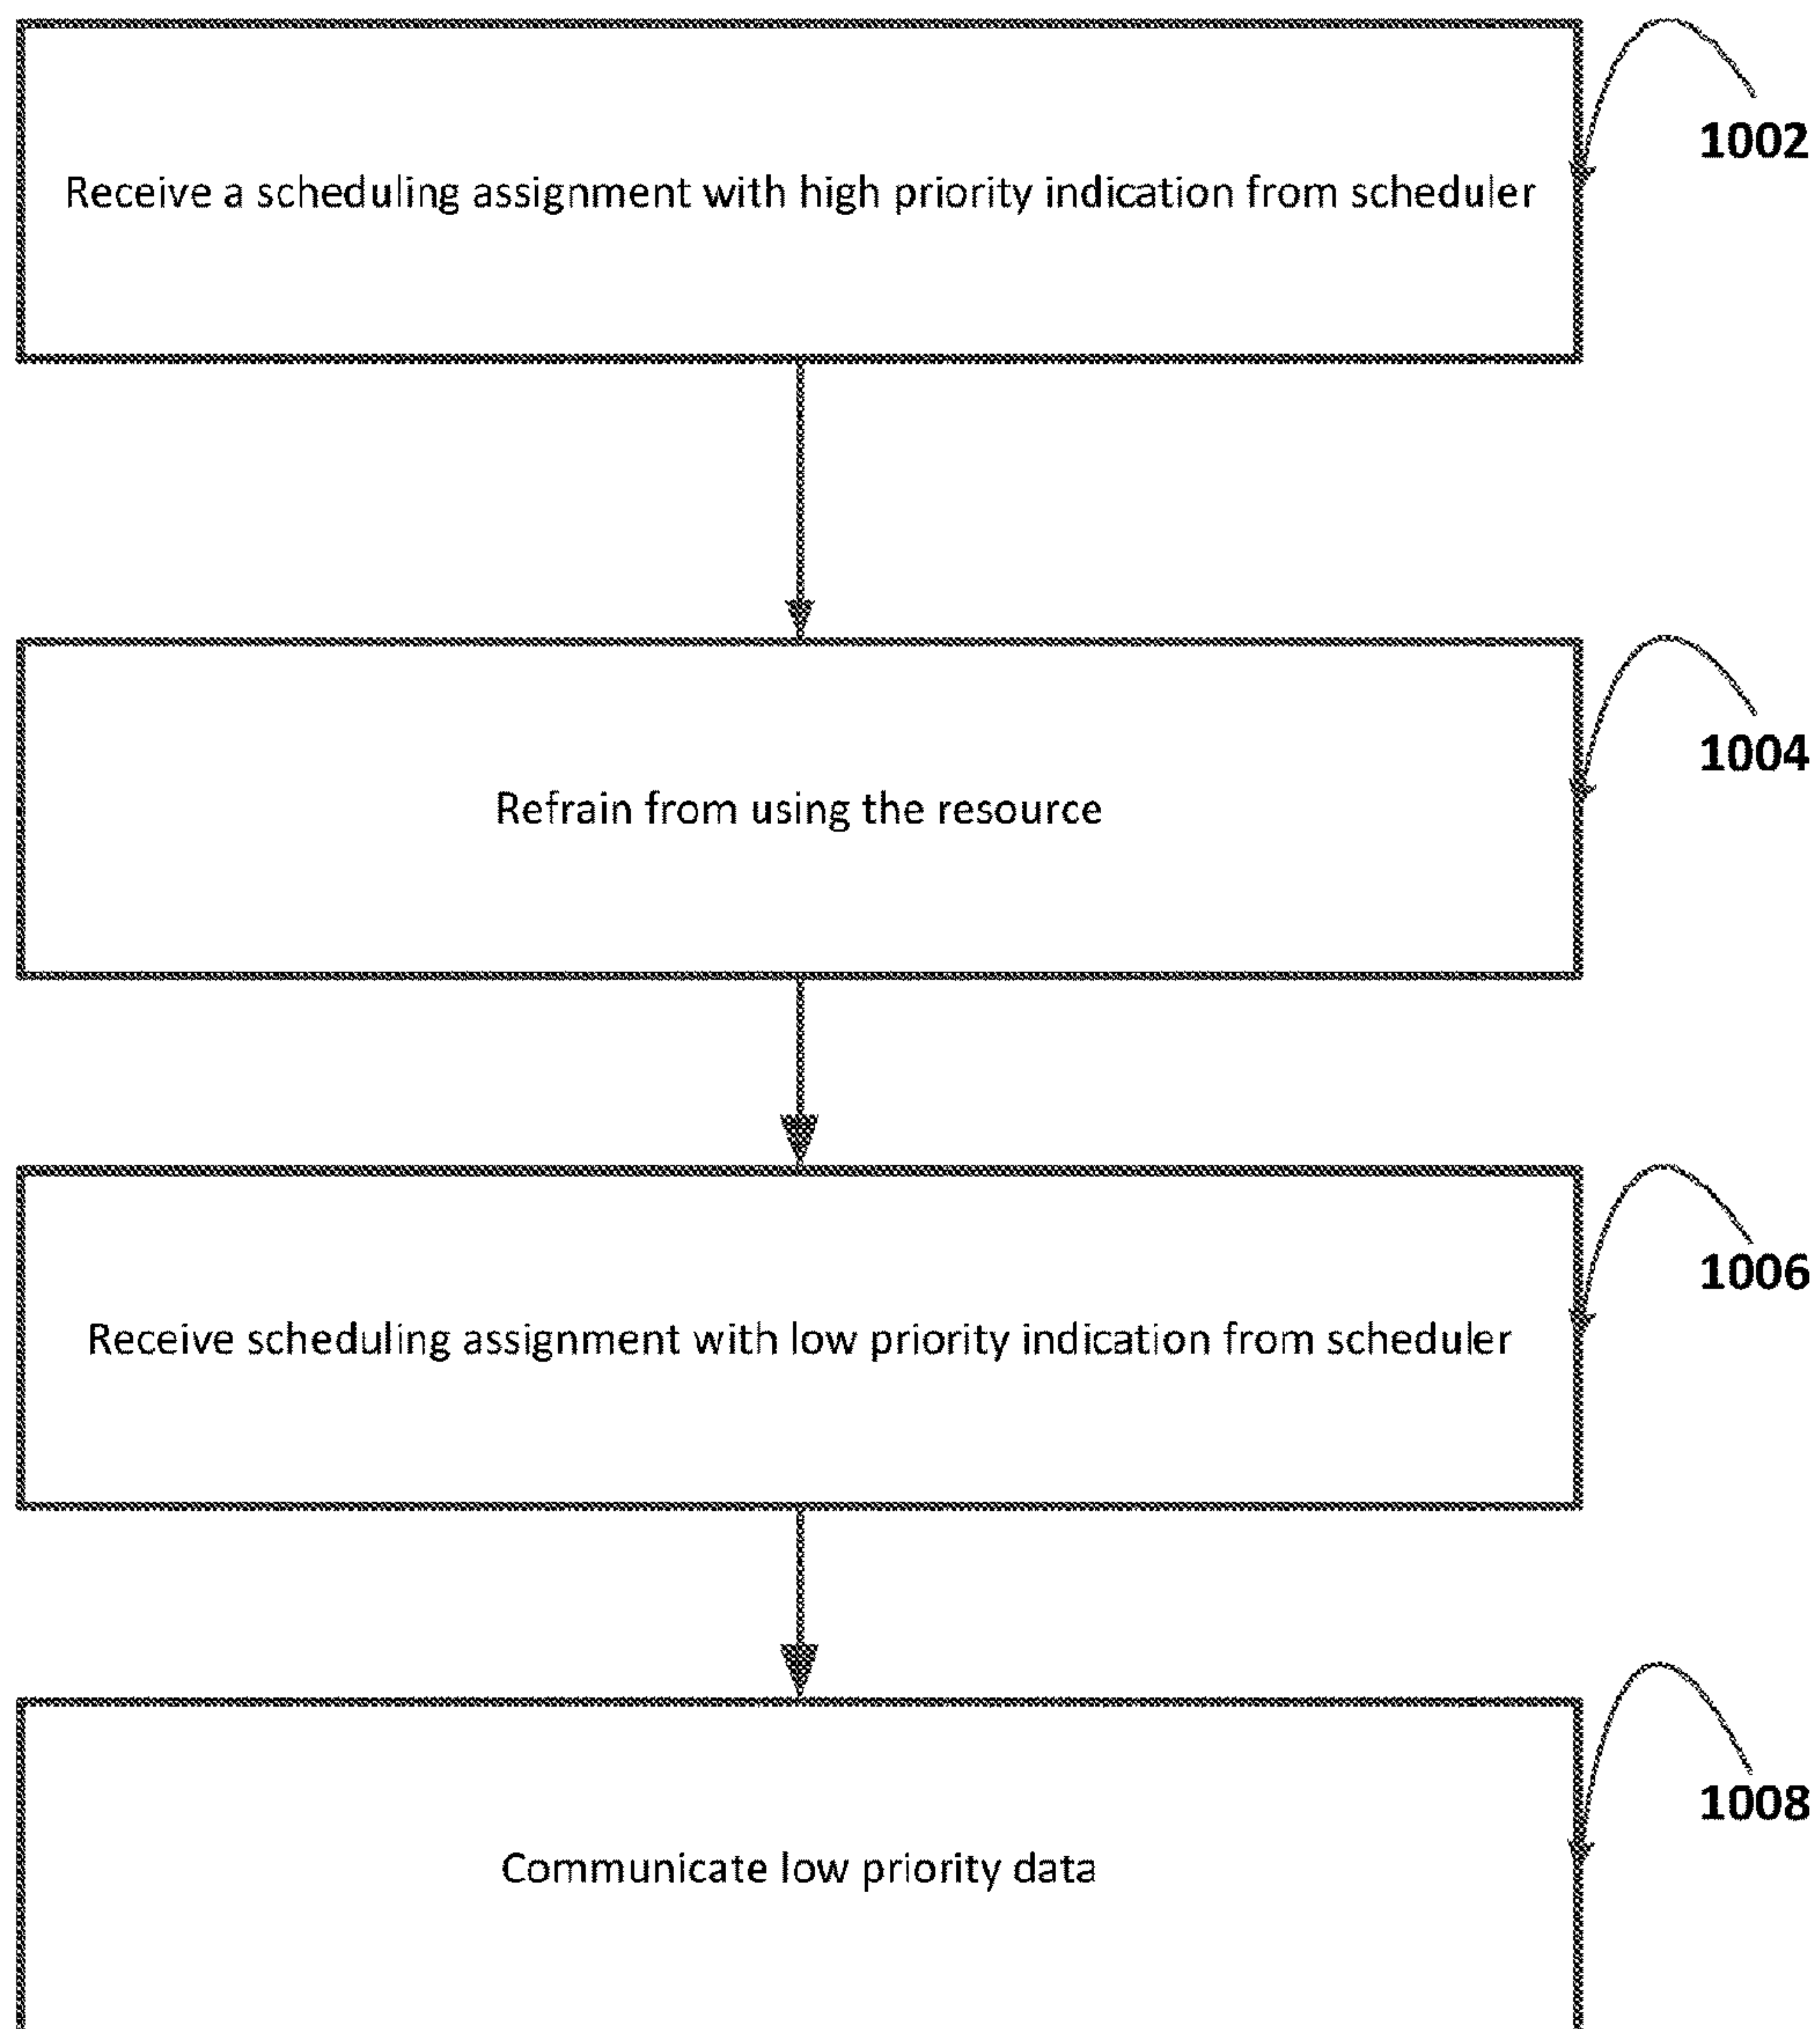 Receive a scheduling assignment with high priority indication from scheduler
1002
Refrain from using the resource
1004
Receive scheduling assignment with low priority indication from scheduler
1006
Communicate low priority data
1008